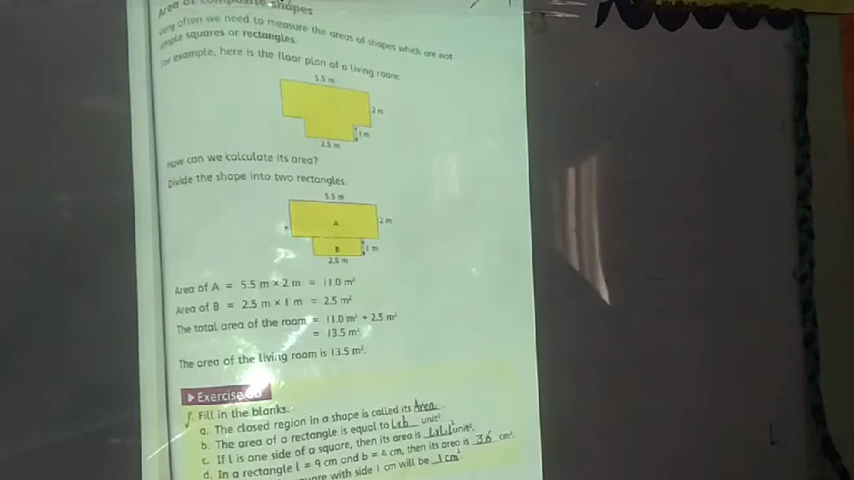 Area of composite shapes
Very often we need to measure the areas of shapes which are not
simple squares or rectangles.
For example, here is the floor plan of a living room:
5.5 m
2 m
1 m
2.5 m
How can we calculate its area?
Divide the shape into two rectangles.
5.5 m
A
2 m
B
1 m
2.5 m
Area of A = 5.5 m × 2 m = 11.0 m²
Area of B = 2.5 m × 1 m = 2.5 m²
The total area of the room = 11.0 m² + 2.5 m²
= 13.5 m²
The area of the living room is 13.5 m².
Exercise
1. Fill in the blanks.
a. The closed region in a shape is called its Area.
b. The area of a rectangle is equal to Lxb unit².
c. If l is one side of a square, then its area is unit².
d. In a rectangle l = 9 cm and b = 4 cm, then its area is 36 cm².
with side 1 cm will be 1 cm².